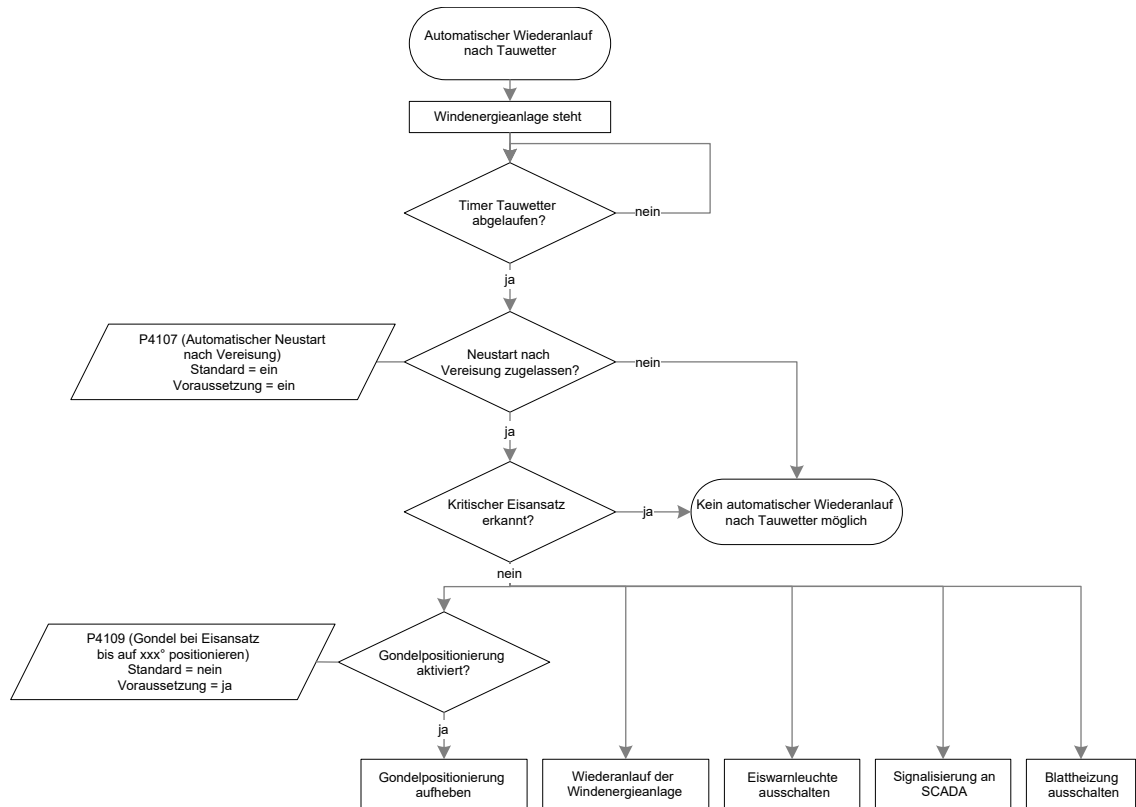 Automatischer Wiederanlauf
nach Tauwetter
Windenergieanlage steht
Timer Tauwetter
abgelaufen?
nein
ja
P4107 (Automatischer Neustart
nach Vereisung)
Standard = ein
Voraussetzung = ein
Neustart nach
Vereisung zugelassen?
nein
ja
Kritischer Eisansatz
erkannt?
ja
Kein automatischer Wiederanlauf
nach Tauwetter möglich
nein
P4109 (Gondel bei Eisansatz
bis auf xxx° positionieren)
Standard = nein
Voraussetzung = ja
Gondelpositionierung
aktiviert?
ja
Gondelpositionierung
aufheben
Wiederanlauf der
Windenergieanlage
Eiswarnleuchte
ausschalten
Signalisierung an
SCADA
Blattheizung
ausschalten